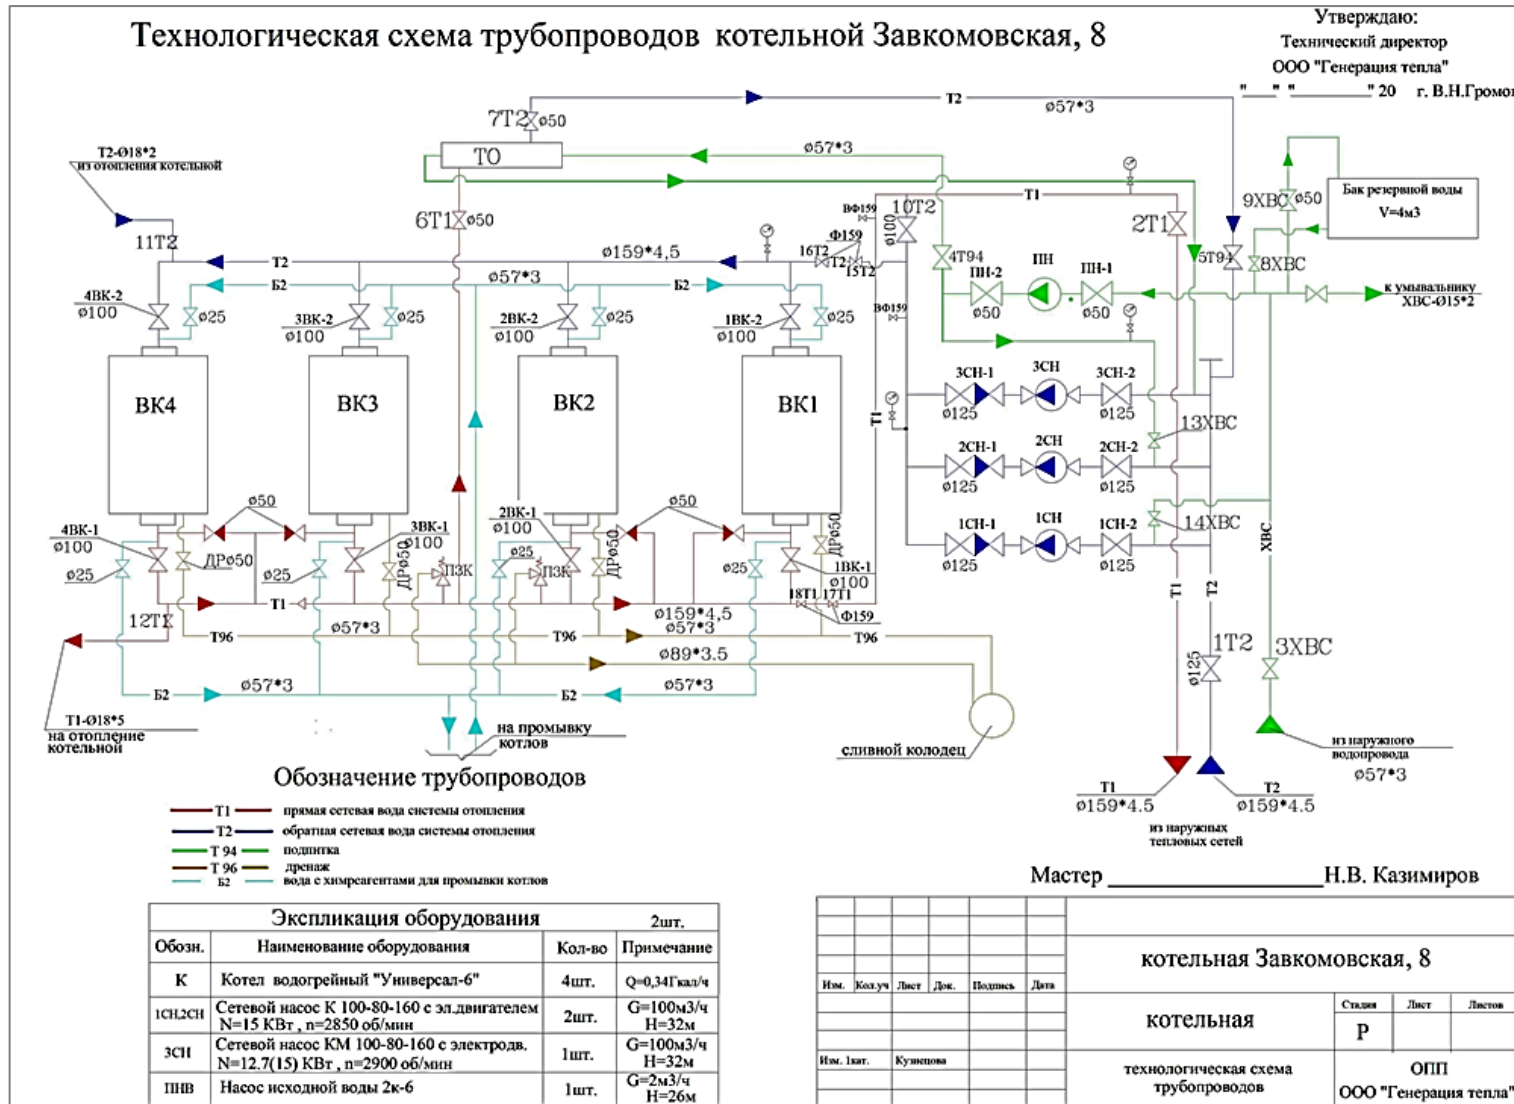 Технологическая схема трубопроводов котельной Завкомовская, 8
Утверждаю:
Технический директор
ООО "Генерация тепла"
"___" "________" 20 г. В.Н.Громов
7Т2
ø50
Т2
ø57*3
ТО
ø57*3
Т2-Ø18*2
из отопления котельной
6Т1
ø50
ВФ159
10Т2
ø100
Т1
2Т1
9ХВС
ø50
Бак резервной воды
V=4м3
11Т2
Т2
ø159*4,5
Ф159
16Т2
Т2
15Т2
4Т94
ПН-2
ПН
ПН-1
5Т94
8ХВС
Б2
ø57*3
Б2
ø50
ø50
к умывальнику
ХВС-Ø15*2
4ВК-2
ø100
ø25
3ВК-2
ø100
ø25
2ВК-2
ø100
ø25
1ВК-2
ø100
ø25
ВФ159
ВК4
ВК3
ВК2
ВК1
Т1
3СН-1
3СН
3СН-2
ø125
ø125
13ХВС
2СН-1
2СН
2СН-2
ø125
ø125
1СН-1
1СН
1СН-2
ø125
ø125
14ХВС
ХВС
4ВК-1
ø100
ø50
3ВК-1
ø100
2ВК-1
ø100
ø50
1ВК-1
ø100
ø25
ДРø50
ø25
ДРø50
ПЗК
ø25
ПЗК
ДРø50
ø25
ДРø50
12Т1
Т1
ø159*4,5
18Т1
17Т1
Ф159
Т1
Т2
Т96
ø57*3
Т96
ø57*3
Т96
ø89*3.5
1Т2
ø125
3ХВС
Б2
ø57*3
ø57*3
Б2
Т1-Ø18*5
на отопление
котельной
на промывку
котлов
сливной колодец
из наружного
водопровода
ø57*3
Т1
ø159*4.5
Т2
ø159*4.5
из наружных
тепловых сетей
Обозначение трубопроводов
Т1 прямая сетевая вода системы отопления
Т2 обратная сетевая вода системы отопления
Т 94 подпитка
Т 96 дренаж
Б2 вода с химреагентами для промывки котлов
Мастер ____________ Н.В. Казимиров
Экспликация оборудования 2шт.
Обозн. Наименование оборудования Кол-во Примечание
К Котел водогрейный "Универсал-6" 4шт. Q=0,34Гкал/ч
1СН,2СН Сетевой насос К 100-80-160 с эл.двигателем N=15 КВт , n=2850 об/мин 2шт. G=100м3/ч H=32м
3СН Сетевой насос КМ 100-80-160 с электродв. N=12.7(15) КВт , n=2900 об/мин 1шт. G=100м3/ч H=32м
ПНВ Насос исходной воды 2к-6 1шт. G=2м3/ч H=26м
котельная Завкомовская, 8
Изм. Кол.уч Лист Док. Подпись Дата
котельная
Стадия Лист Листов
Р
Изм. 1кат. Кузнецова
технологическая схема
трубопроводов
ОПП
ООО "Генерация тепла"